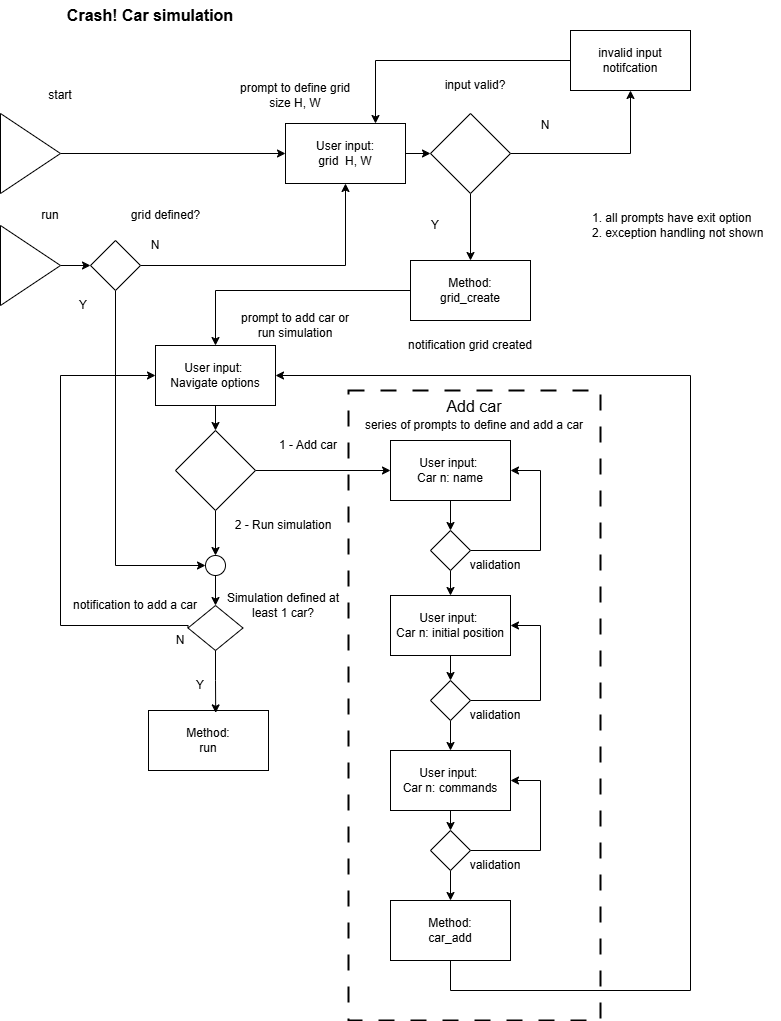 Crash! Car simulation
invalid input
notifcation
start
prompt to define grid
size H, W
input valid?
User input:
grid  H, W
N
run
grid defined?
N
Y
1. all prompts have exit option
2. exception handling not shown
Y
Method:
grid_create
prompt to add car or
run simulation
notification grid created
User input:
Navigate options
Add car
series of prompts to define and add a car
1 - Add car
User input:
Car n: name
2 - Run simulation
validation
notification to add a car
Simulation defined at
least 1 car?
N
User input:
Car n: initial position
Y
validation
Method:
run
User input:
Car n: commands
validation
Method:
car_add